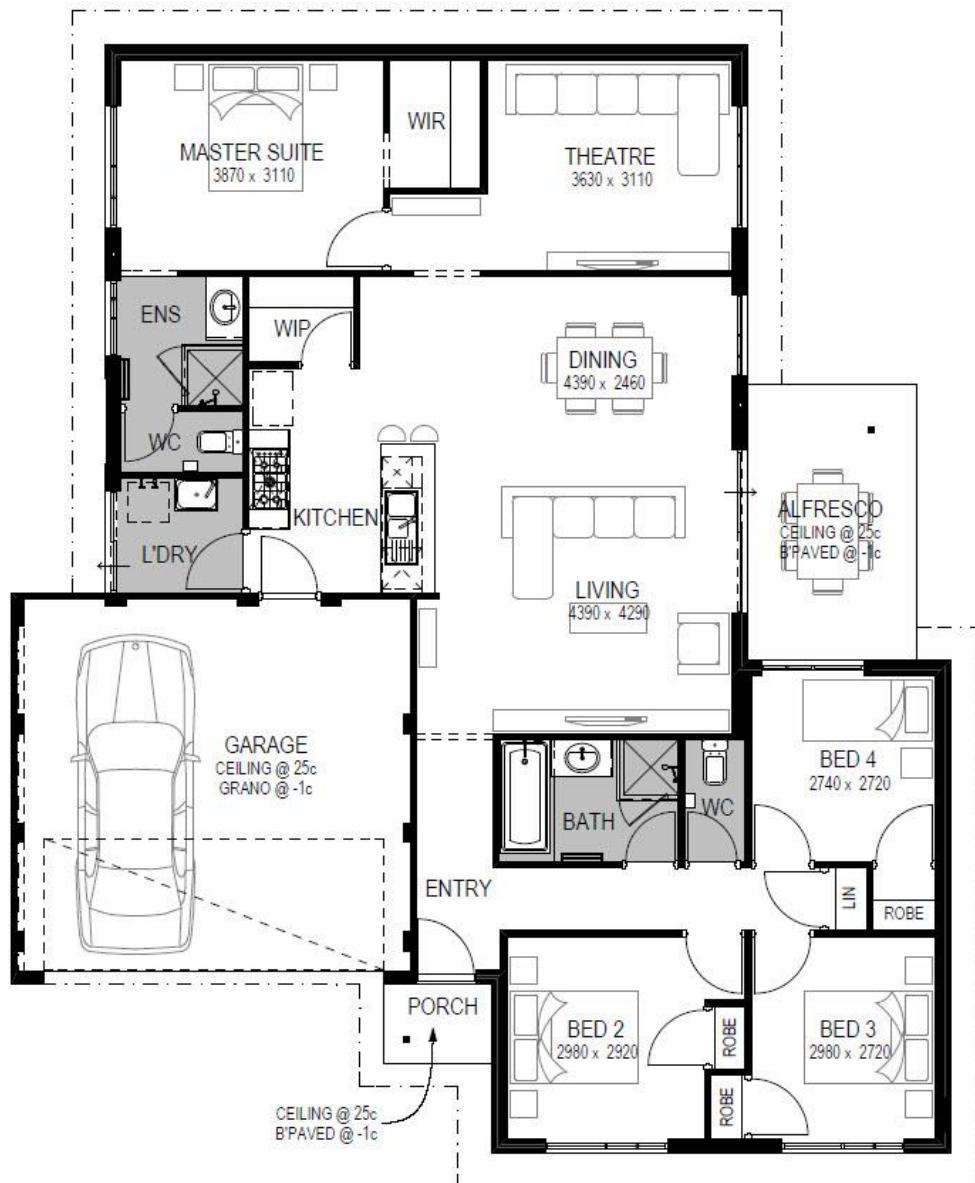 MASTER SUITE
3870 x 3110
WIR
THEATRE
3630 x 3110
ENS
WIP
DINING
4390 x 2460
WC
KITCHEN
ALFRESCO
CEILING @ 25c
B'PAVED @ -1c
L'DRY
LIVING
4390 x 4290
GARAGE
CEILING @ 25c
GRANO @ -1c
BED 4
2740 x 2720
BATH
WC
ENTRY
LIN
ROBE
PORCH
BED 2
2980 x 2920
ROBE
BED 3
2980 x 2720
ROBE
CEILING @ 25c
B'PAVED @ -1c